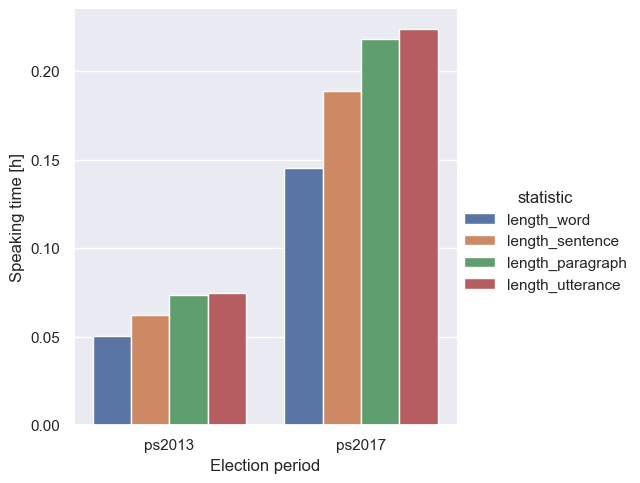 Speaking time [h]
0.20
0.15
0.10
0.05
0.00
ps2013 ps2017
Election period
statistic
length_word
length_sentence
length_paragraph
length_utterance